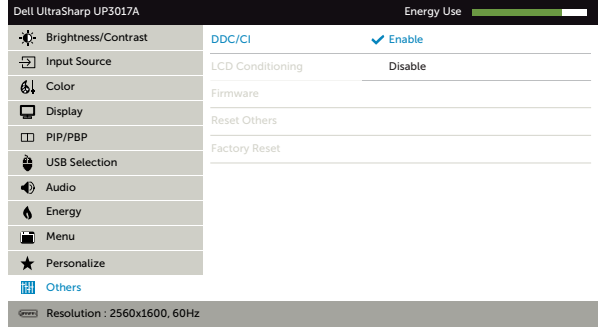 Dell UltraSharp UP3017A
Energy Use
Brightness/Contrast
DDC/CI
Enable
Input Source
LCD Conditioning
Disable
Color
Firmware
Display
Reset Others
PIP/PBP
Factory Reset
USB Selection
Audio
Energy
Menu
Personalize
Others
Resolution : 2560x1600, 60Hz